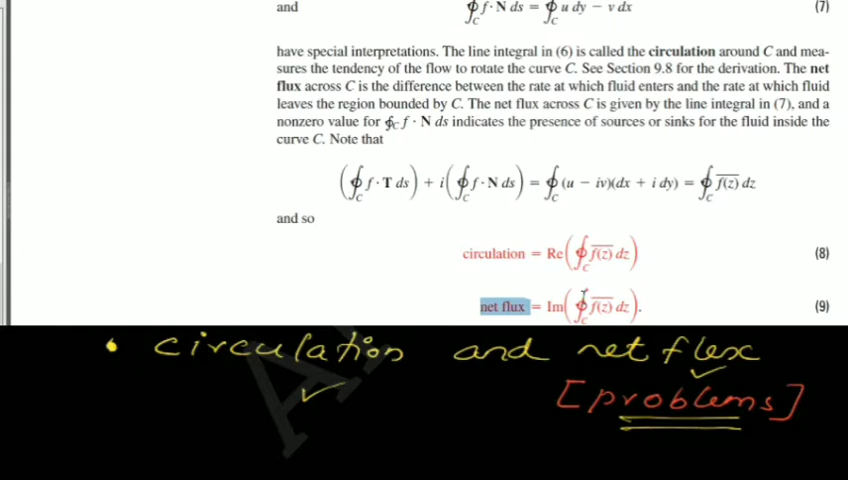 and ∮_C f · N ds = ∮_C u dy − v dx (7)
have special interpretations. The line integral in (6) is called the circulation around C and mea-
sures the tendency of the flow to rotate the curve C. See Section 9.8 for the derivation. The net
flux across C is the difference between the rate at which fluid enters and the rate at which fluid
leaves the region bounded by C. The net flux across C is given by the line integral in (7), and a
nonzero value for ∮_C f · N ds indicates the presence of sources or sinks for the fluid inside the
curve C. Note that
(∮_C f · T ds) + i(∮_C f · N ds) = ∮_C (u − iv)(dx + i dy) = ∮_C \overline{f(z)} dz
and so
circulation = Re(∮_C \overline{f(z)} dz) (8)
net flux = Im(∮_C \overline{f(z)} dz). (9)
• circulation and net flex
[problems]